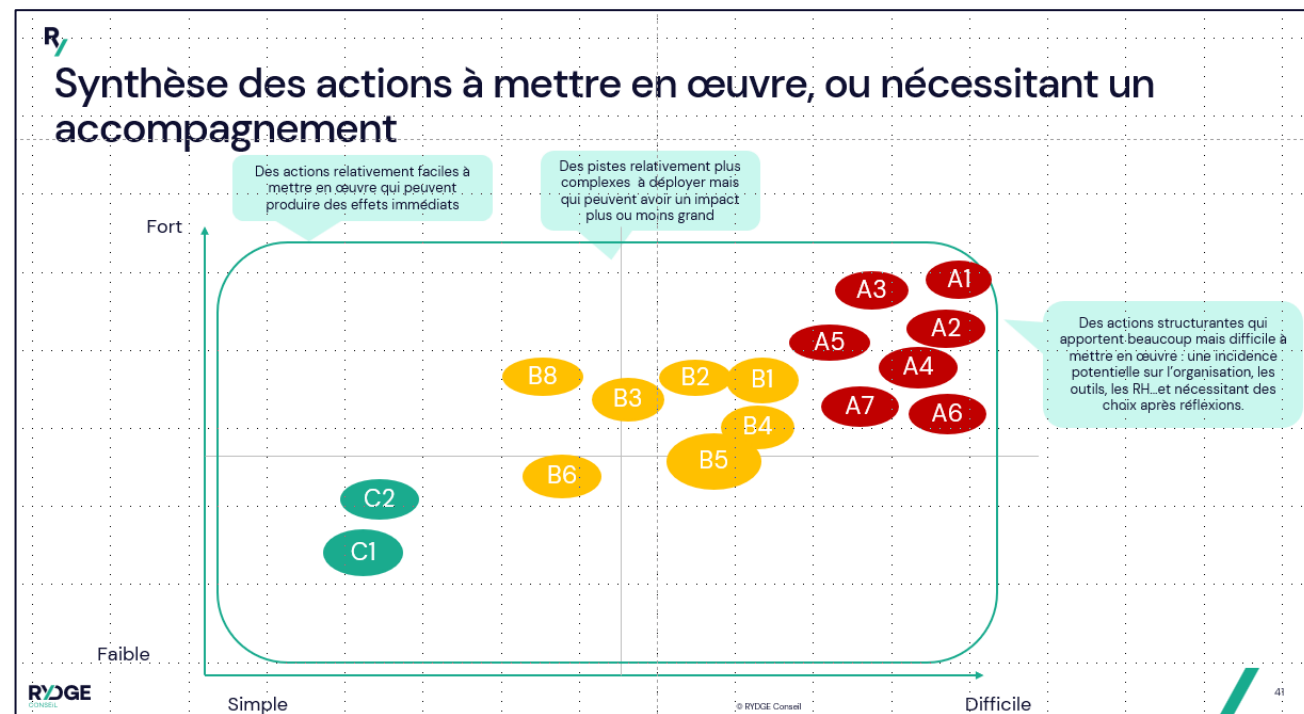 R/
Synthèse des actions à mettre en œuvre, ou nécessitant un
accompagnement
Des actions relativement faciles à
mettre en œuvre qui peuvent
produire des effets immédiats
Des pistes relativement plus
complexes à déployer mais
qui peuvent avoir un impact
plus ou moins grand
Fort
A3
A1
A2
A5
A4
Des actions structurantes qui
apportent beaucoup mais difficile à
mettre en œuvre : une incidence
potentielle sur l'organisation, les
outils, les RH...et nécessitant des
choix après réflexions.
B8
B2
B1
B3
A7
A6
B4
B5
B6
C2
C1
Faible
RYDGE
CONSEIL
Simple
© RYDGE Conseil
Difficile
41